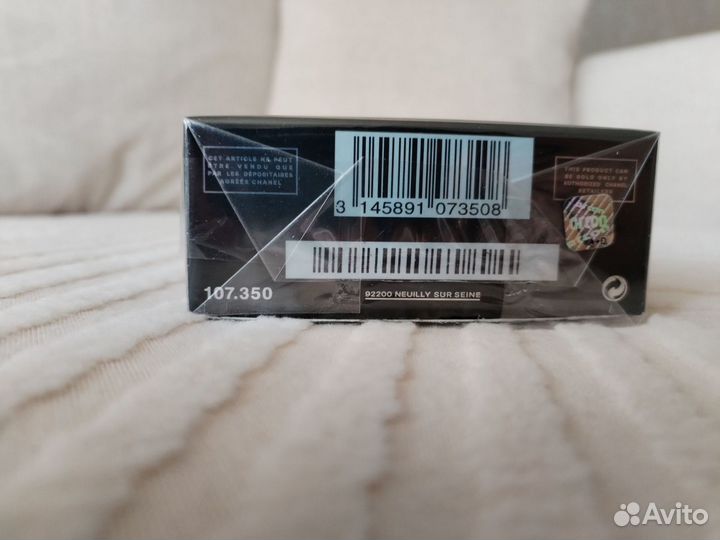 CET ARTICLE NE PEUT
ÊTRE VENDU QUE
PAR LES DÉPOSITAIRES
AGRÉÉS CHANEL
3 145891 073508
THIS PRODUCT CAN
BE SOLD ONLY BY
AUTHORIZED CHANEL
RETAILERS
107.350
92200 NEUILLY SUR SEINE
Avito